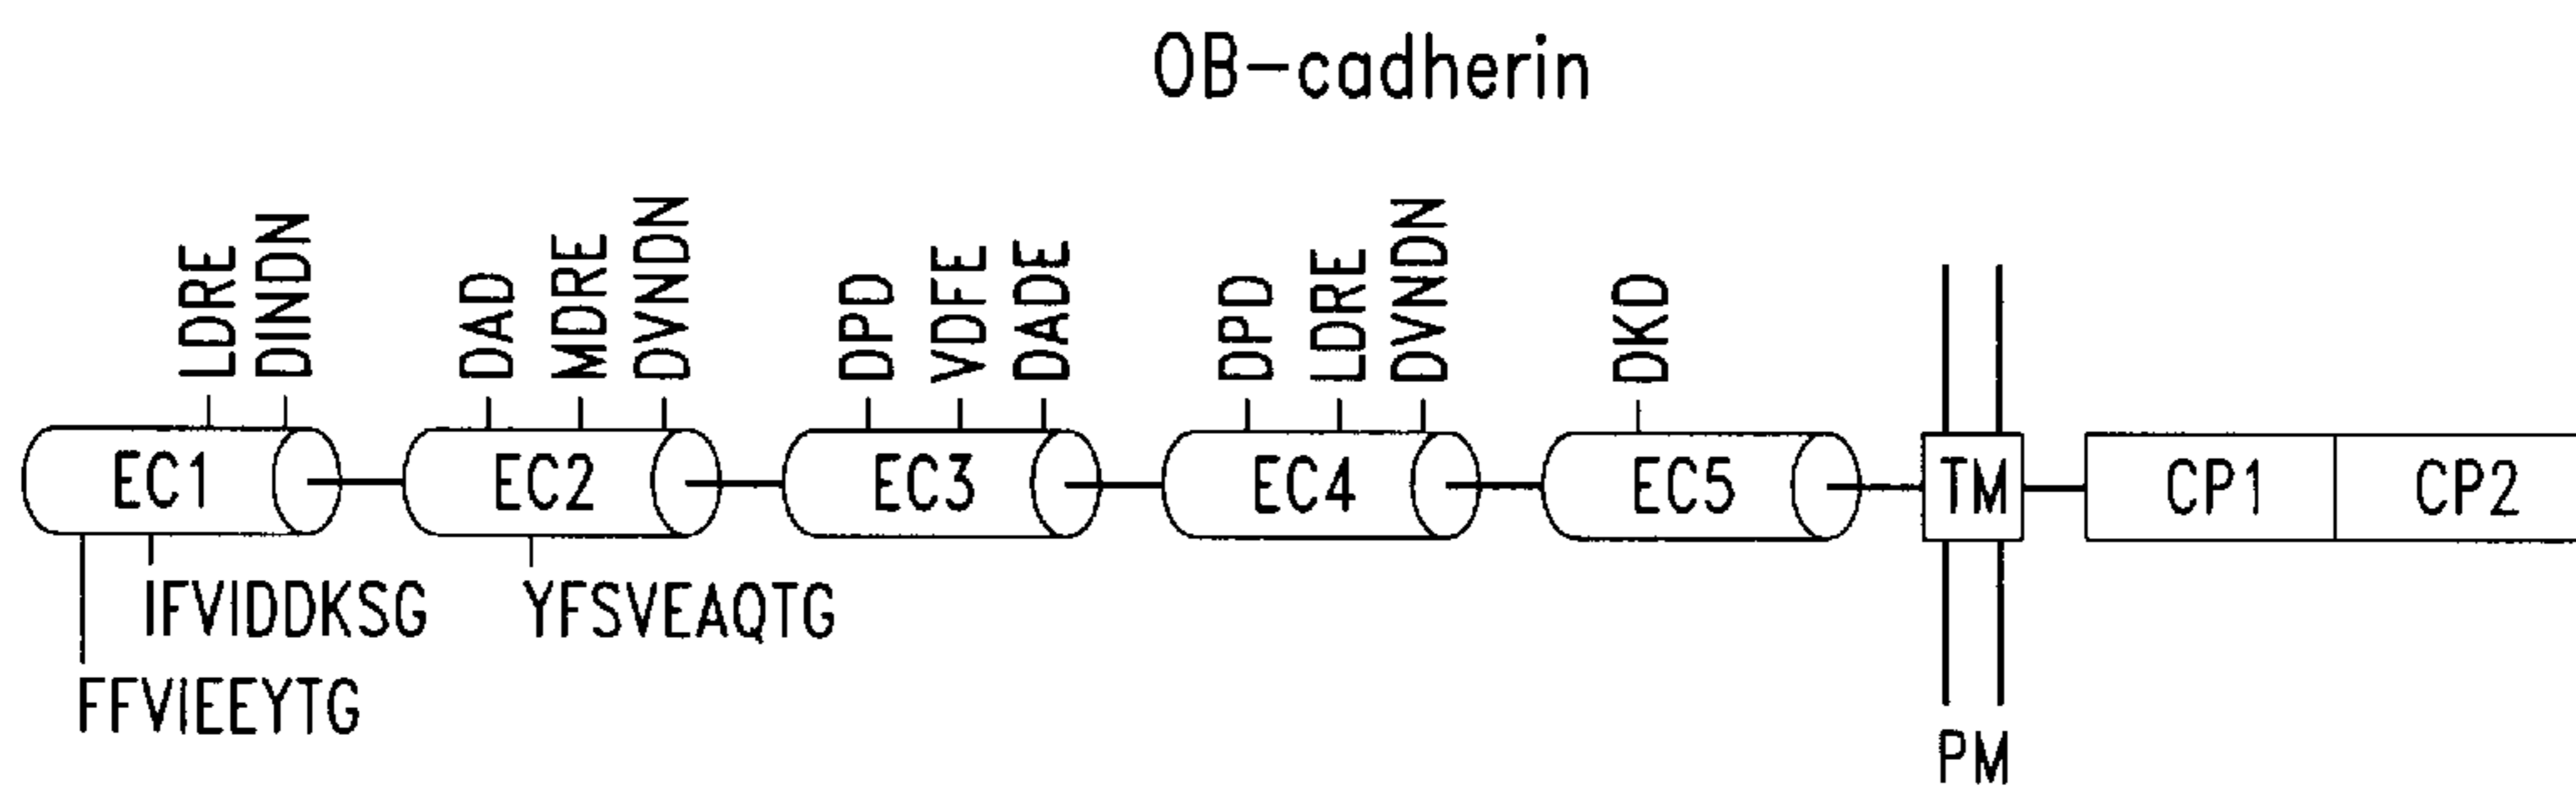 OB-cadherin
LDRE
DINDN
DAD
MDRE
DVNDN
DPD
VDFE
DADE
DPD
LDRE
DVNDN
DKD
EC1
EC2
EC3
EC4
EC5
TM
CP1
CP2
IFVIDDKSG
YFSVEAQTG
FFVIEEYTG
PM